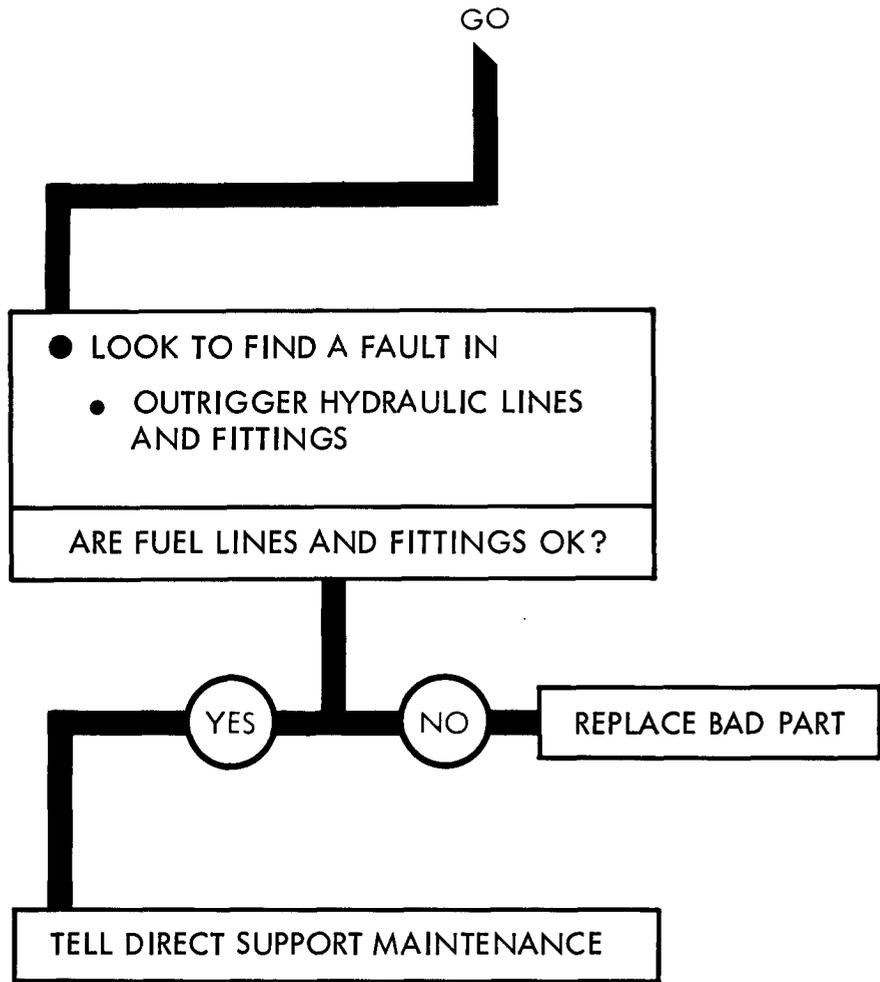 GO
● LOOK TO FIND A FAULT IN
● OUTRIGGER HYDRAULIC LINES
AND FITTINGS
ARE FUEL LINES AND FITTINGS OK?
YES
NO
REPLACE BAD PART
TELL DIRECT SUPPORT MAINTENANCE